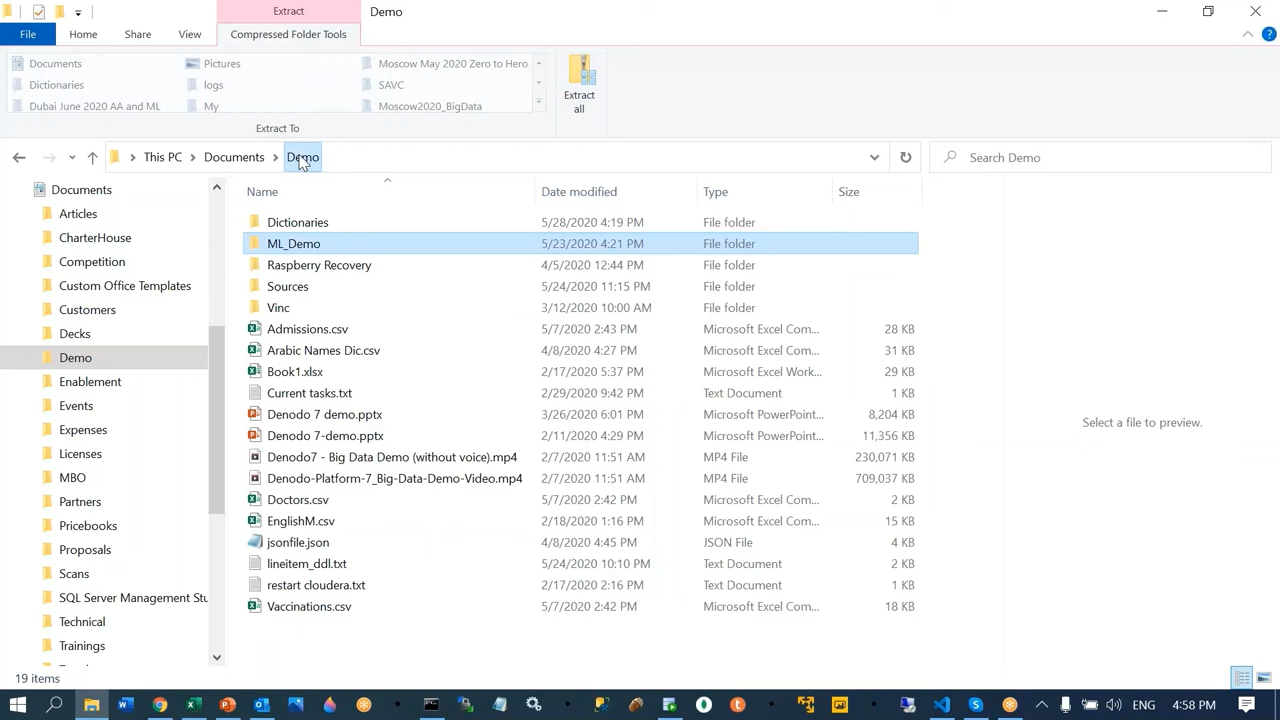 Extract
Demo
File
Home
Share
View
Compressed Folder Tools
Documents
Pictures
Moscow May 2020 Zero to Hero
Dictionaries
logs
SAVC
Dubai June 2020 AA and ML
My
Moscow2020_BigData
Extract all
Extract To
This PC > Documents > Demo
Search Demo
Name
Date modified
Type
Size
Documents
Articles
CharterHouse
Competition
Custom Office Templates
Customers
Decks
Demo
Enablement
Events
Expenses
Licenses
MBO
Partners
Pricebooks
Proposals
Scans
SQL Server Management Stu
Technical
Trainings
Dictionaries 5/28/2020 4:19 PM File folder
ML_Demo 5/23/2020 4:21 PM File folder
Raspberry Recovery 4/5/2020 12:44 PM File folder
Sources 5/24/2020 11:15 PM File folder
Vinc 3/12/2020 10:00 AM File folder
Admissions.csv 5/7/2020 2:43 PM Microsoft Excel Com... 28 KB
Arabic Names Dic.csv 4/8/2020 4:27 PM Microsoft Excel Com... 31 KB
Book1.xlsx 2/17/2020 5:37 PM Microsoft Excel Work... 29 KB
Current tasks.txt 2/29/2020 9:42 PM Text Document 1 KB
Denodo 7 demo.pptx 3/26/2020 6:01 PM Microsoft PowerPoint... 8,204 KB
Denodo 7-demo.pptx 2/11/2020 4:29 PM Microsoft PowerPoint... 11,356 KB
Denodo7 - Big Data Demo (without voice).mp4 2/7/2020 11:51 AM MP4 File 230,071 KB
Denodo-Platform-7_Big-Data-Demo-Video.mp4 2/7/2020 11:51 AM MP4 File 709,037 KB
Doctors.csv 5/7/2020 2:42 PM Microsoft Excel Com... 2 KB
EnglishM.csv 2/18/2020 1:16 PM Microsoft Excel Com... 15 KB
jsonfile.json 4/8/2020 4:45 PM JSON File 4 KB
lineitem_ddl.txt 5/24/2020 10:10 PM Text Document 2 KB
restart cloudera.txt 2/17/2020 2:16 PM Text Document 1 KB
Vaccinations.csv 5/7/2020 2:42 PM Microsoft Excel Com... 18 KB
Select a file to preview.
19 items
ENG
4:58 PM